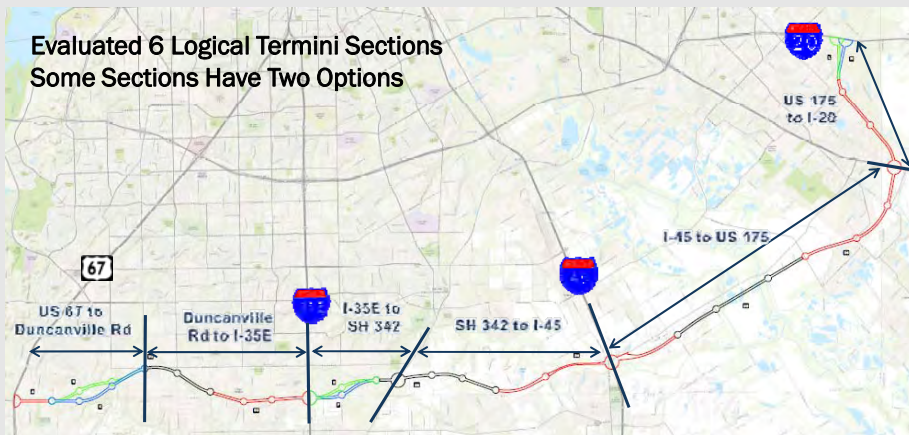 Evaluated 6 Logical Termini Sections
Some Sections Have Two Options
20
US 175
to I-20
I-45 to US 175
67
US 67 to
Duncanville Rd
Duncanville
Rd to I-35E
I-35E to
SH 342
SH 342 to I-45